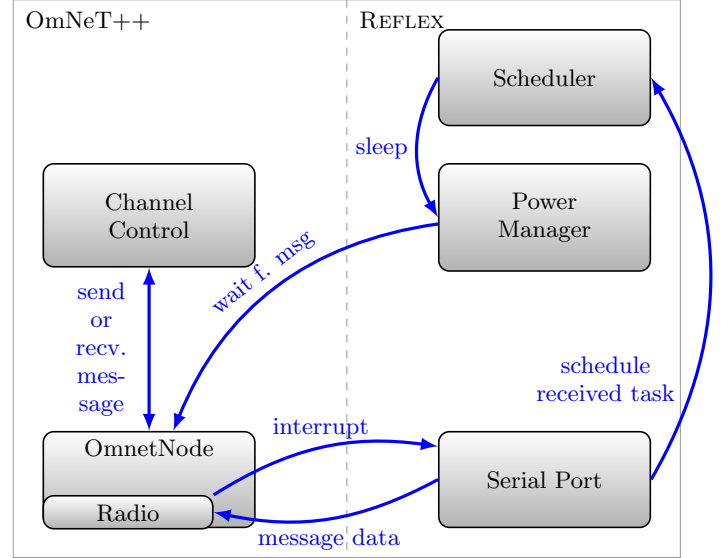 OmNeT++
REFLEX
Scheduler
sleep
Channel
Control
Power
Manager
wait f. msg
send
or
recv.
mes-
sage
schedule
received task
interrupt
OmnetNode
Radio
Serial Port
message data